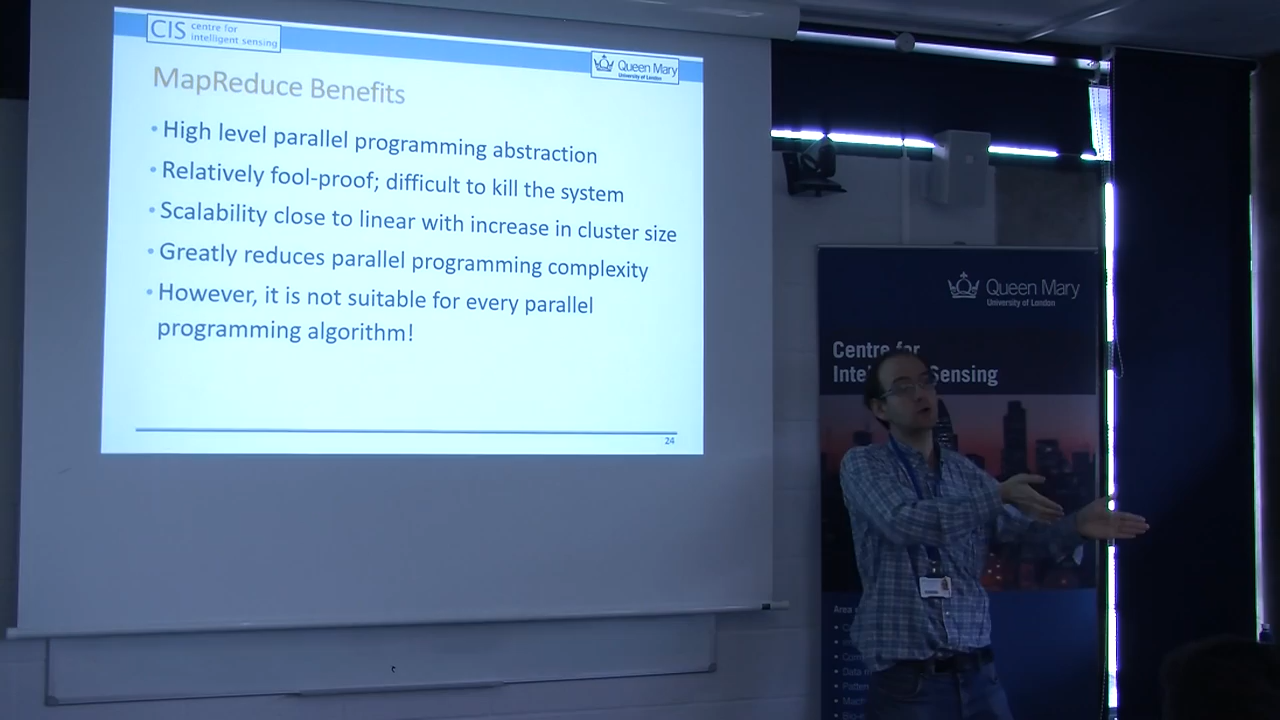 CIS centre for
intelligent sensing
Queen Mary
University of London
MapReduce Benefits
• High level parallel programming abstraction
• Relatively fool-proof; difficult to kill the system
• Scalability close to linear with increase in cluster size
• Greatly reduces parallel programming complexity
• However, it is not suitable for every parallel
programming algorithm!
24
Queen Mary
University of London
Centre for
Sensing
Area
• Data